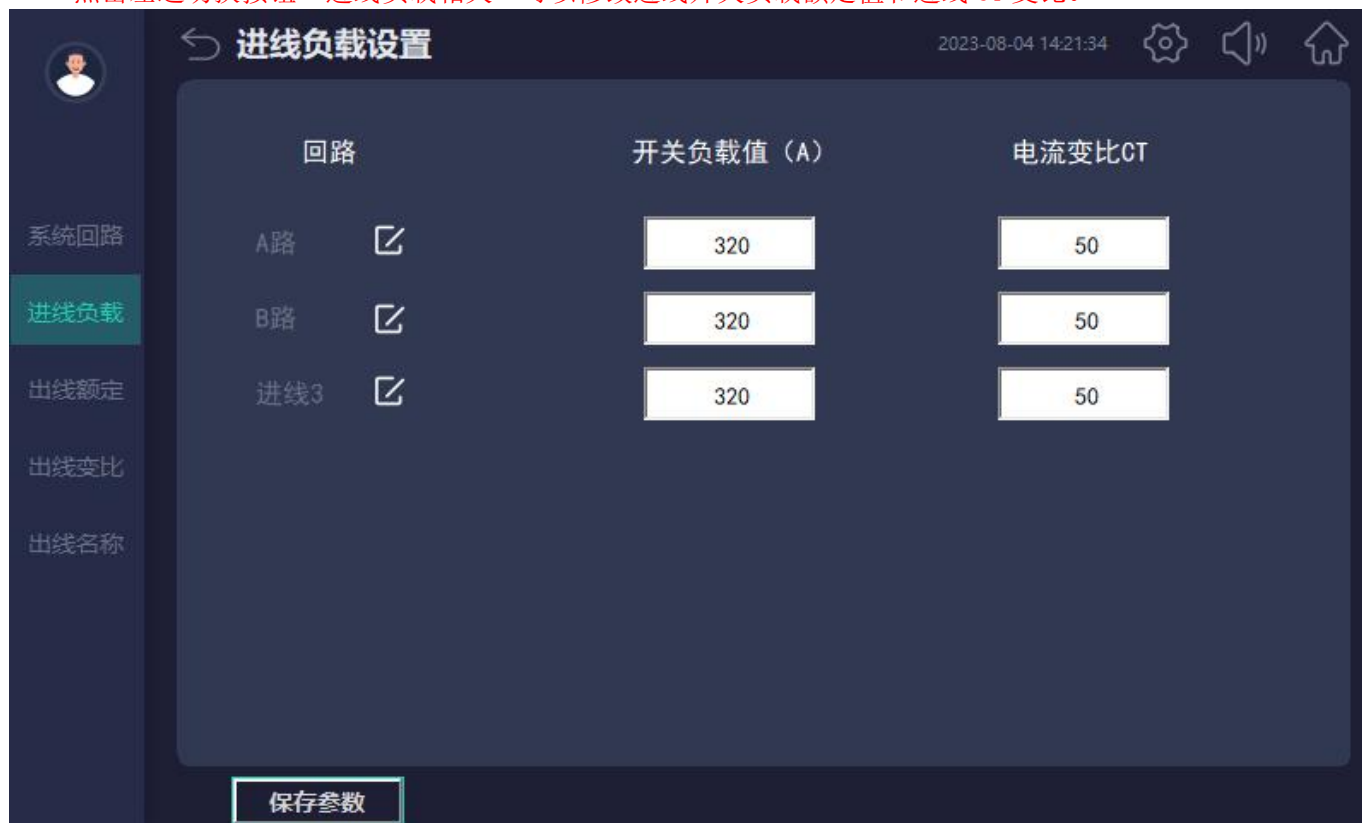 进线负载设置
2023-08-04 14:21:34
回路 开关负载值（A） 电流变比CT
系统回路
进线负载
出线额定
出线变比
出线名称
A路 320 50
B路 320 50
进线3 320 50
保存参数